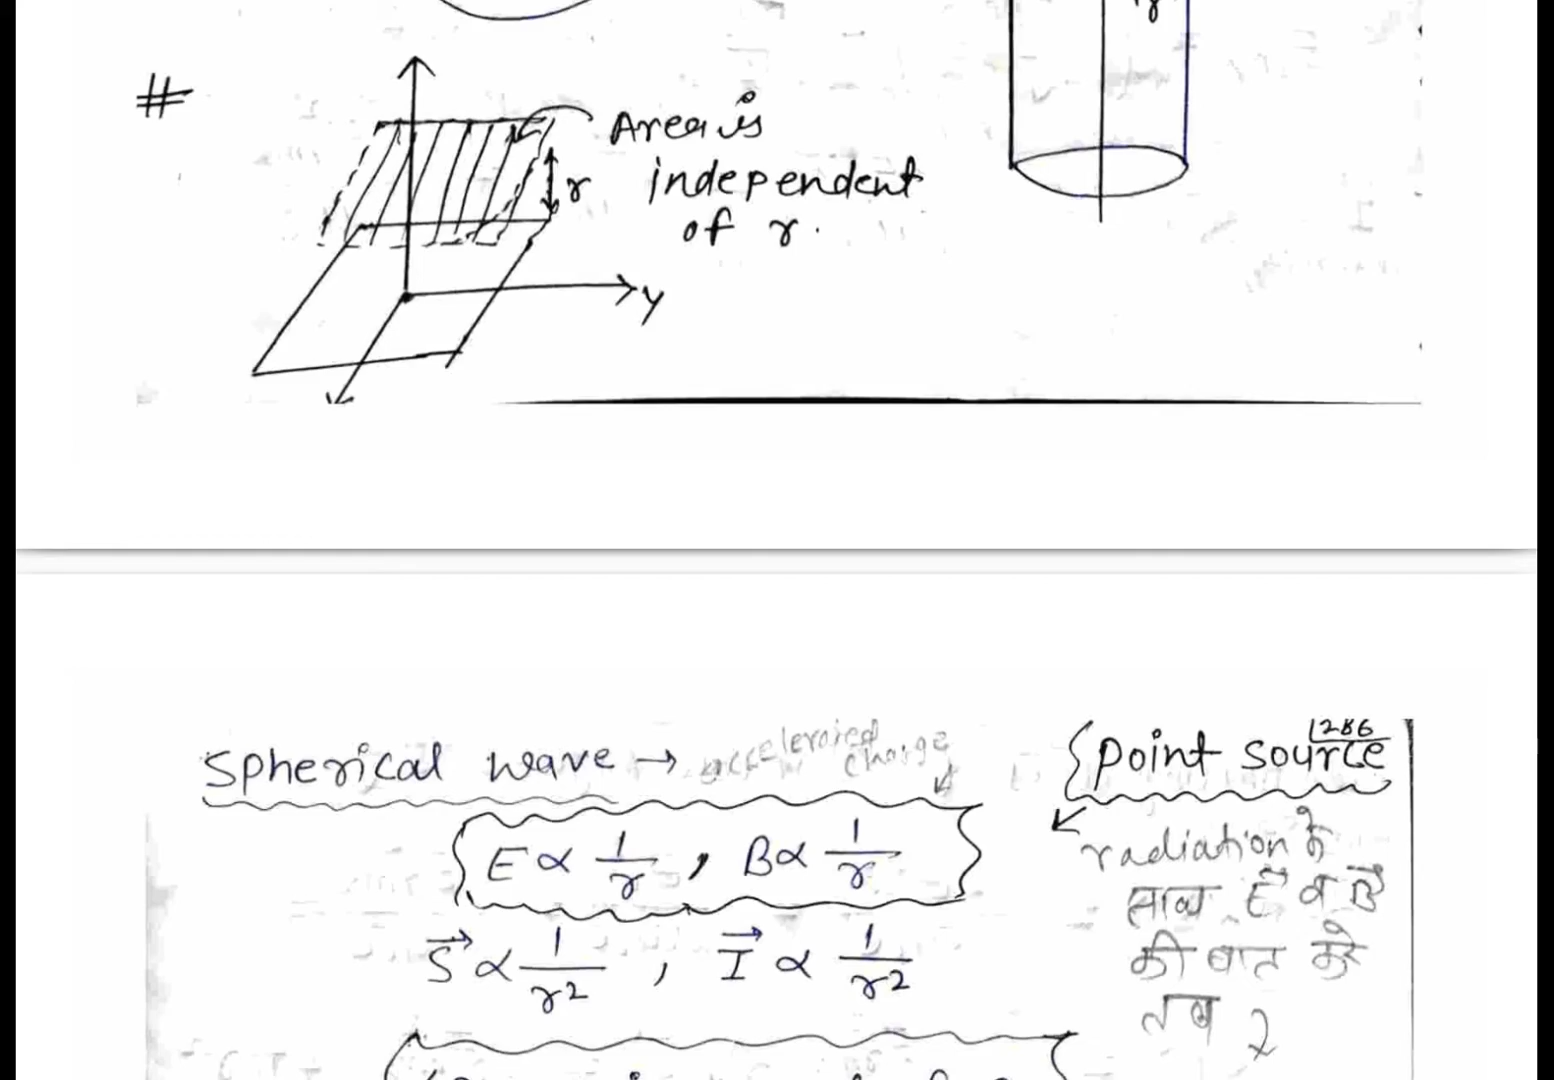 r
#
Area is
r independent
of r.
y
1286
Spherical wave → accelerated charge
{point source
E ∝ 1/r , B ∝ 1/r
radiation के
साथ E⃗ व B⃗
की बात करे
तब
S⃗ ∝ 1/r² , I⃗ ∝ 1/r²